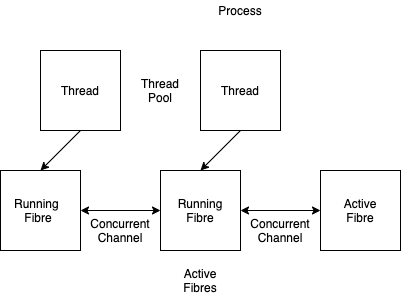 Process
Thread
Thread
Pool
Thread
Running
Fibre
Concurrent
Channel
Running
Fibre
Concurrent
Channel
Active
Fibre
Active
Fibres